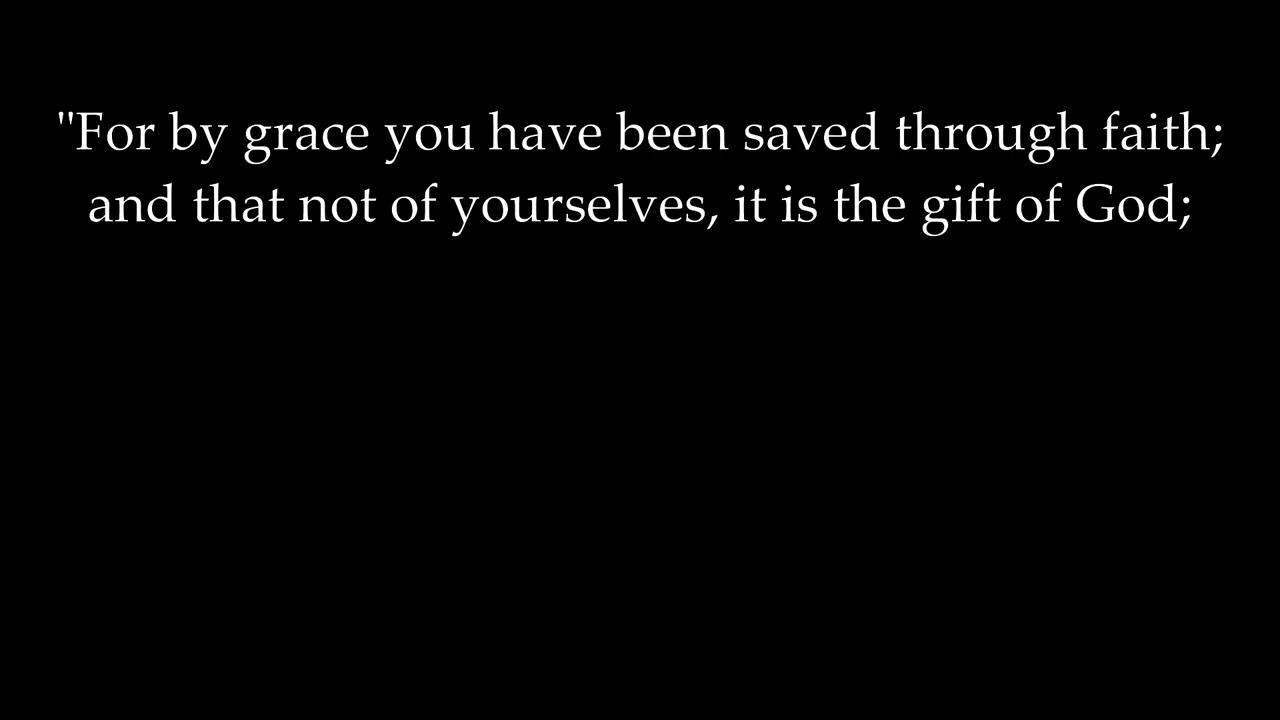 "For by grace you have been saved through faith;
and that not of yourselves, it is the gift of God;